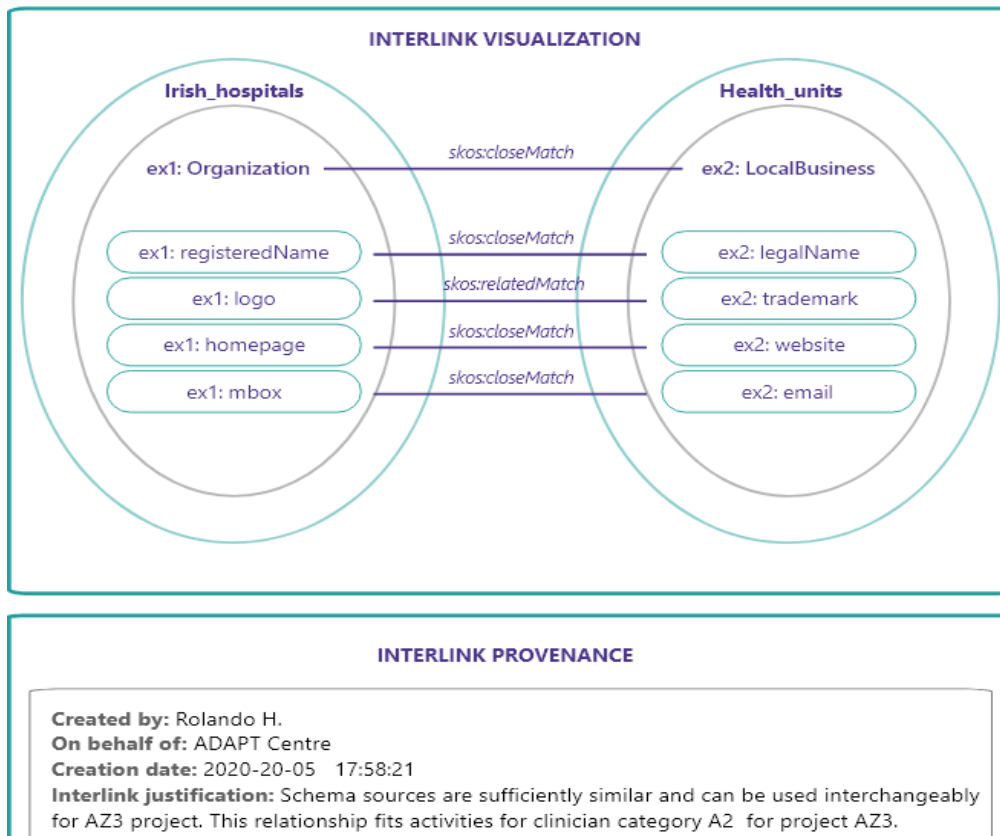 INTERLINK VISUALIZATION
Irish_hospitals
Health_units
ex1: Organization
skos:closeMatch
ex2: LocalBusiness
ex1: registeredName
skos:closeMatch
ex2: legalName
ex1: logo
skos:relatedMatch
ex2: trademark
ex1: homepage
skos:closeMatch
ex2: website
ex1: mbox
skos:closeMatch
ex2: email
INTERLINK PROVENANCE
Created by: Rolando H.
On behalf of: ADAPT Centre
Creation date: 2020-20-05 17:58:21
Interlink justification: Schema sources are sufficiently similar and can be used interchangeably
for AZ3 project. This relationship fits activities for clinician category A2 for project AZ3.